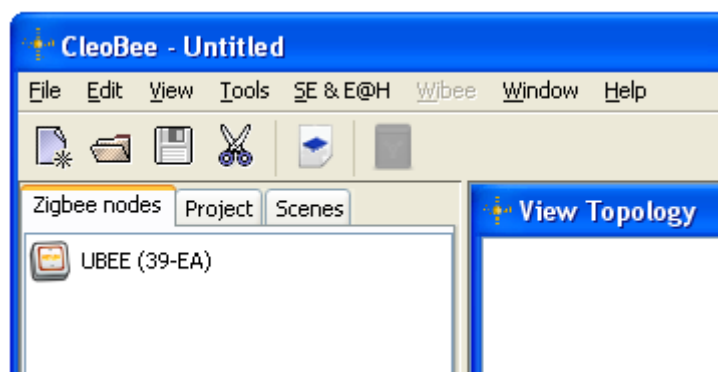 CleoBee - Untitled
File Edit View Tools SE & E@H Wibee Window Help
Zigbee nodes Project Scenes
View Topology
UBEE (39-EA)